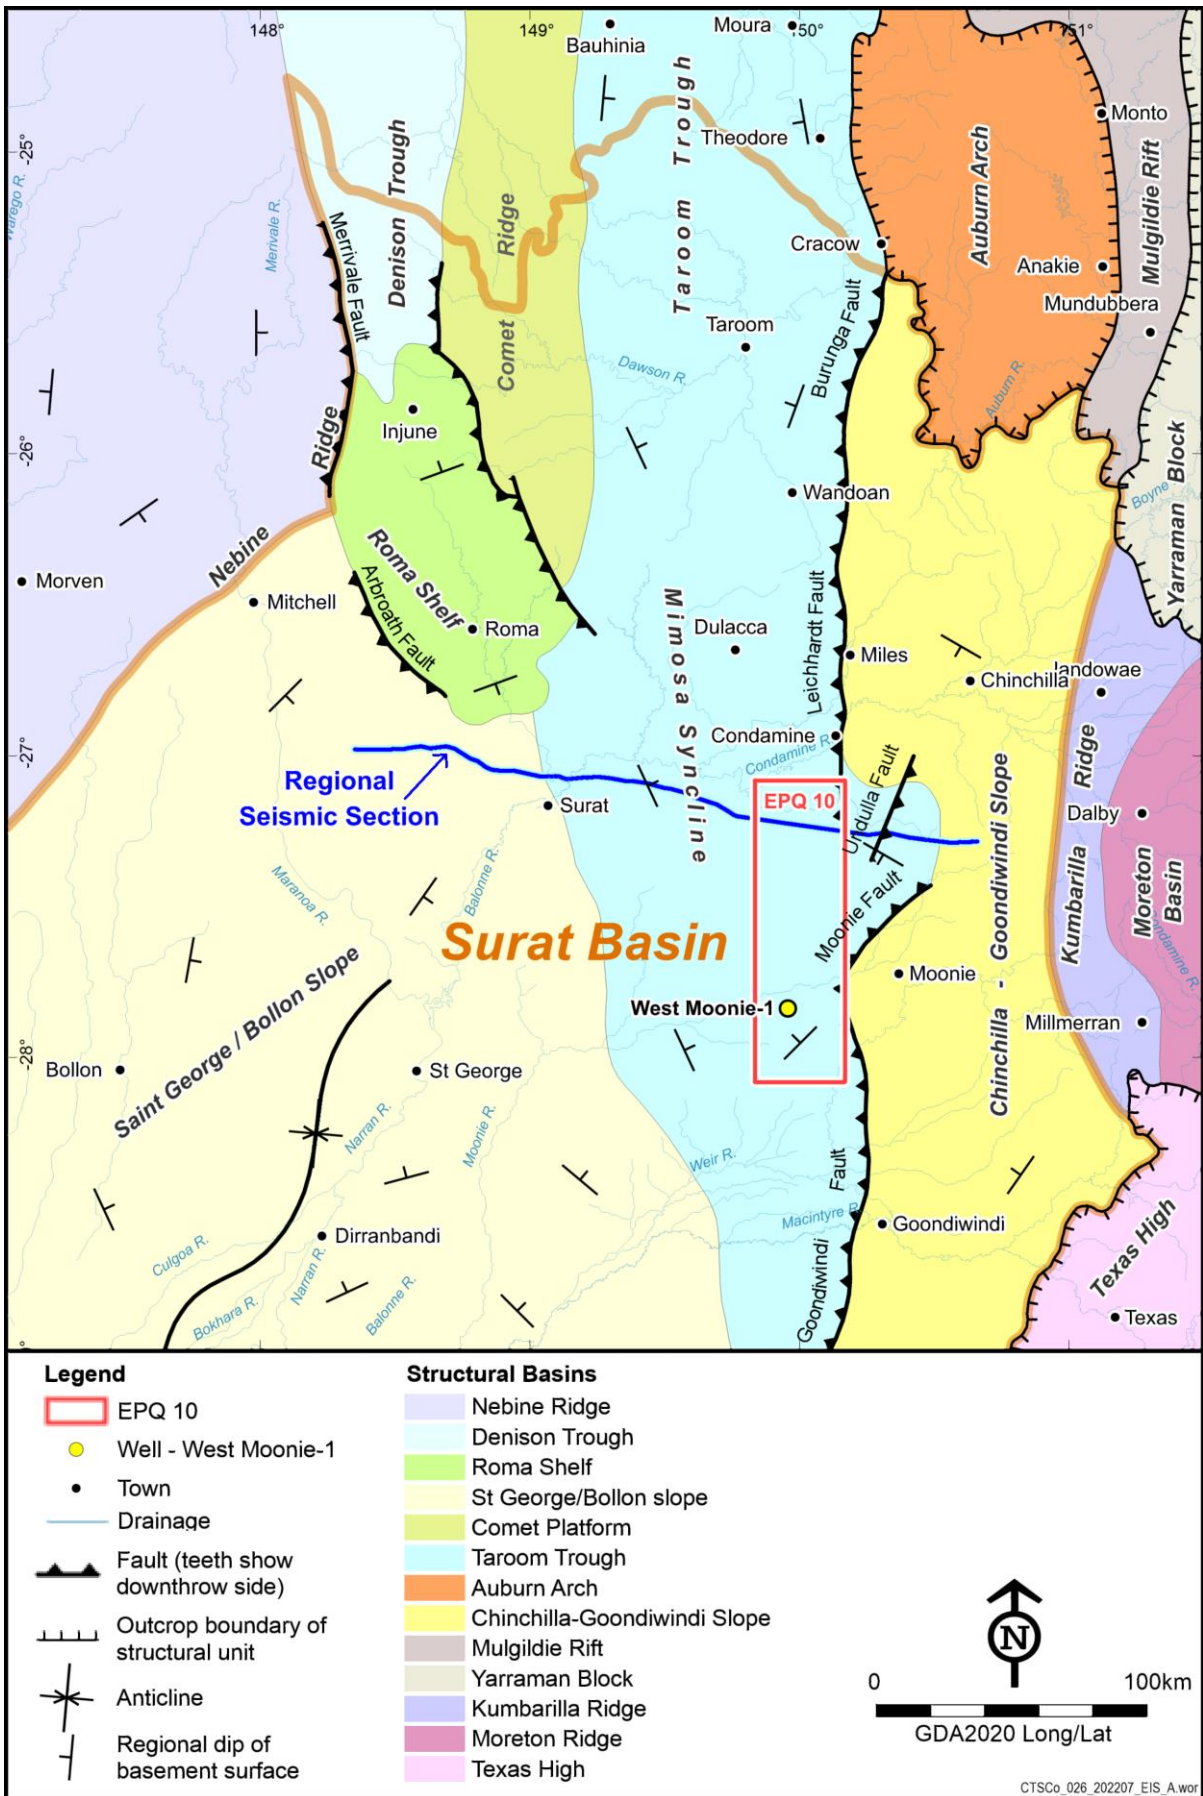 148°
149°
150°
151°
Bauhinia
Moura
Monto
-25°
Theodore
Denison Trough
Taroom Trough
Auburn Arch
Mulgildie Rift
Warego R.
Merivale R.
Comet Ridge
Cracow
Anakie
Merrivale Fault
Mundubbera
Taroom
Burunga Fault
Dawson R.
Auburn R.
Injune
-26°
Nebine Ridge
Wandoan
Yarraman Block
Boyne
Roma Shelf
Morven
Mitchell
Arbroath Fault
Roma
Mimosa Syncline
Dulacca
Leichhardt Fault
Miles
Chinchilla
Jandowae
-27°
Condamine
Condamine R.
Regional
Seismic Section
Surat
EPQ 10
Undulla Fault
Chinchilla - Goondiwindi Slope
Kumbarilla Ridge
Dalby
Moreton
Basin
Condamine R.
Maranoa R.
Balonne R.
Surat Basin
Moonie Fault
Moonie
Saint George / Bollon Slope
West Moonie-1
Millmerran
-28°
Bollon
St George
Narran R.
Moonie R.
Weir R.
Macintyre R.
Goondiwindi Fault
Goondiwindi
Culgoa R.
Dirranbandi
Narran R.
Bokhara R.
Balonne R.
Texas High
Texas
Legend
EPQ 10
Well - West Moonie-1
Town
Drainage
Fault (teeth show
downthrow side)
Outcrop boundary of
structural unit
Anticline
Regional dip of
basement surface
Structural Basins
Nebine Ridge
Denison Trough
Roma Shelf
St George/Bollon slope
Comet Platform
Taroom Trough
Auburn Arch
Chinchilla-Goondiwindi Slope
Mulgildie Rift
Yarraman Block
Kumbarilla Ridge
Moreton Ridge
Texas High
N
0 100km
GDA2020 Long/Lat
CTSCo_026_202207_EIS_A.wor